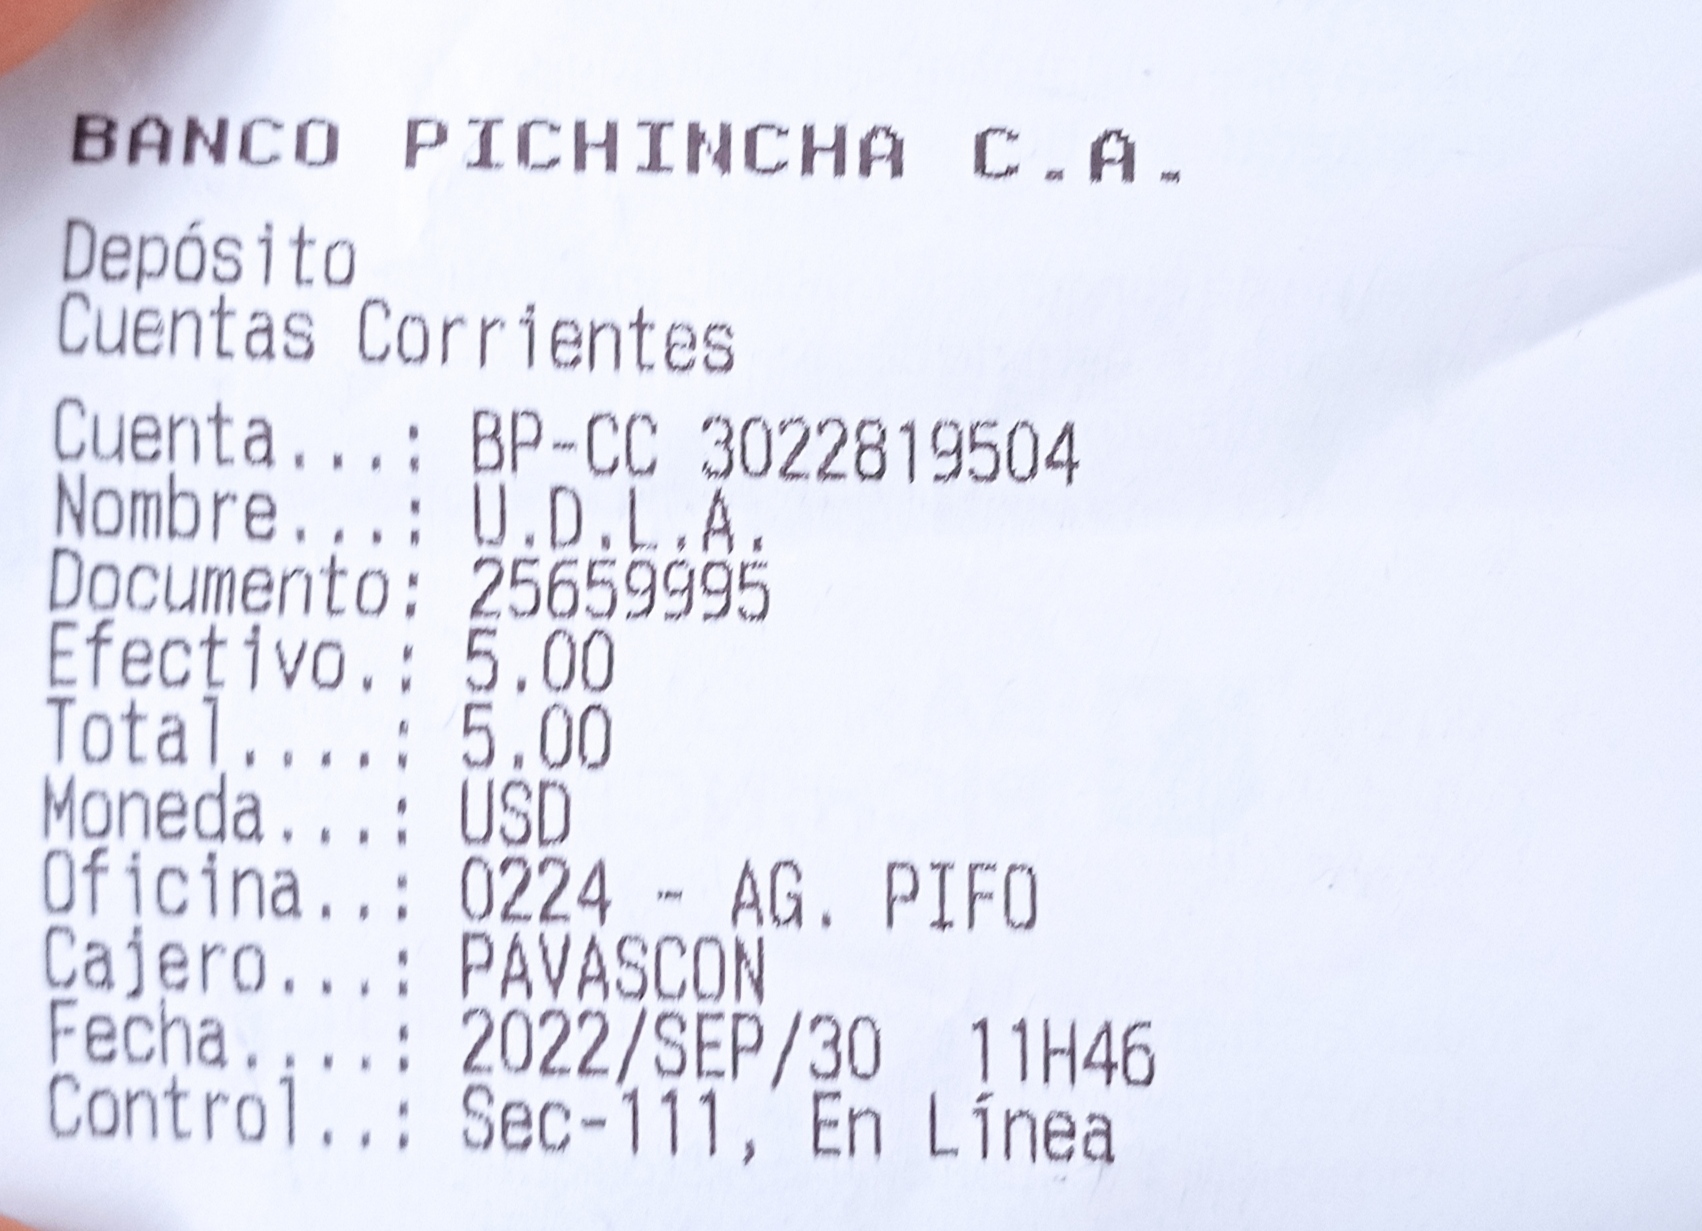 BANCO PICHINCHA C.A.
Depósito
Cuentas Corrientes
Cuenta...: BP-CC 3022819504
Nombre...: U.D.L.A.
Documento: 25659995
Efectivo.: 5.00
Total....: 5.00
Moneda...: USD
Oficina..: 0224 - AG. PIFO
Cajero...: PAVASCON
Fecha....: 2022/SEP/30  11H46
Control..: Sec-111, En Línea